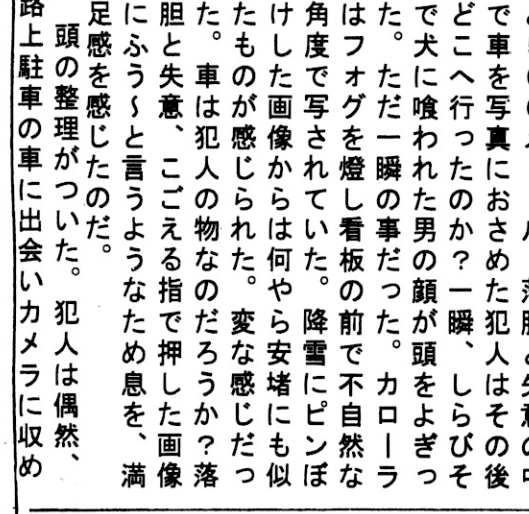 で車を写真におさめた犯人はその後
どこへ行ったのか？一瞬、しらびそ
で犬に喰われた男の顔が頭をよぎっ
た。ただ一瞬の事だった。カローラ
はフォグを燈し看板の前で不自然な
角度で写されていた。降雪にピンぼ
けした画像からは何やら安堵にも似
たものが感じられた。変な感じだっ
た。車は犯人の物なのだろうか？落
胆と失意、こごえる指で押した画像
にふう～と言うようなため息を、満
足感を感じたのだ。
頭の整理がついた。犯人は偶然、
路上駐車の車に出会いカメラに収め